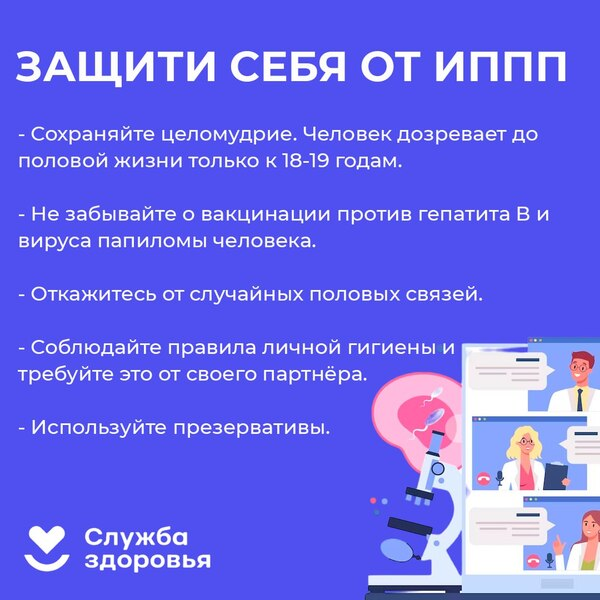 ЗАЩИТИ СЕБЯ ОТ ИППП
- Сохраняйте целомудрие. Человек дозревает до
половой жизни только к 18-19 годам.
- Не забывайте о вакцинации против гепатита В и
вируса папиломы человека.
- Откажитесь от случайных половых связей.
- Соблюдайте правила личной гигиены и
требуйте это от своего партнёра.
- Используйте презервативы.
Служба
здоровья